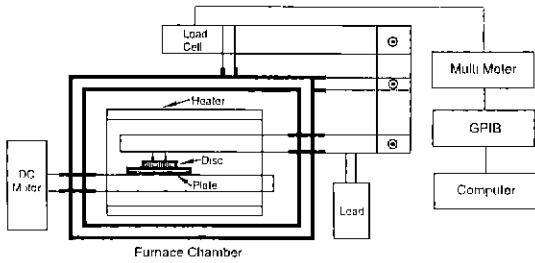 Load
Cell
Multi Meter
Heater
GPIB
DC
Motor
Disc
Plate
Computer
Load
Furnace Chamber